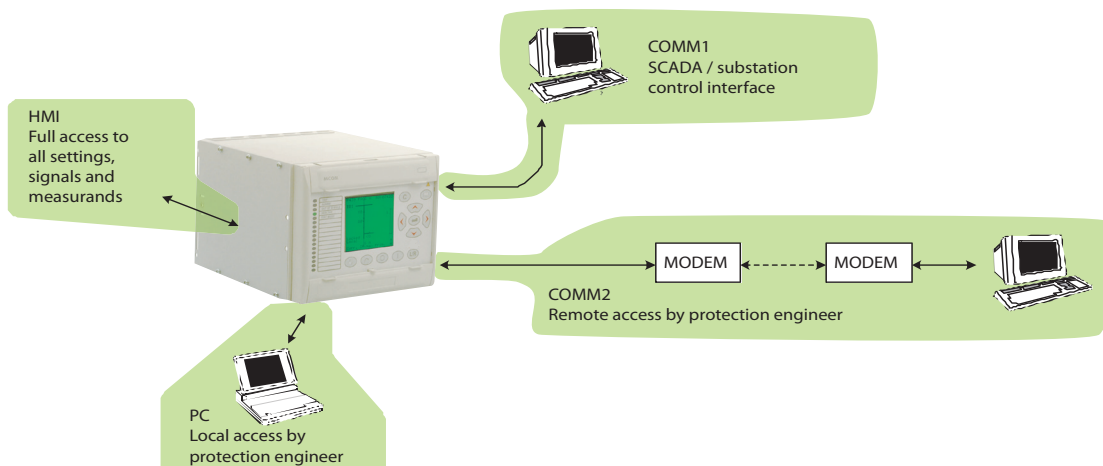 COMM1
SCADA / substation
control interface
HMI
Full access to
all settings,
signals and
measurands
MODEM
MODEM
COMM2
Remote access by protection engineer
PC
Local access by
protection engineer